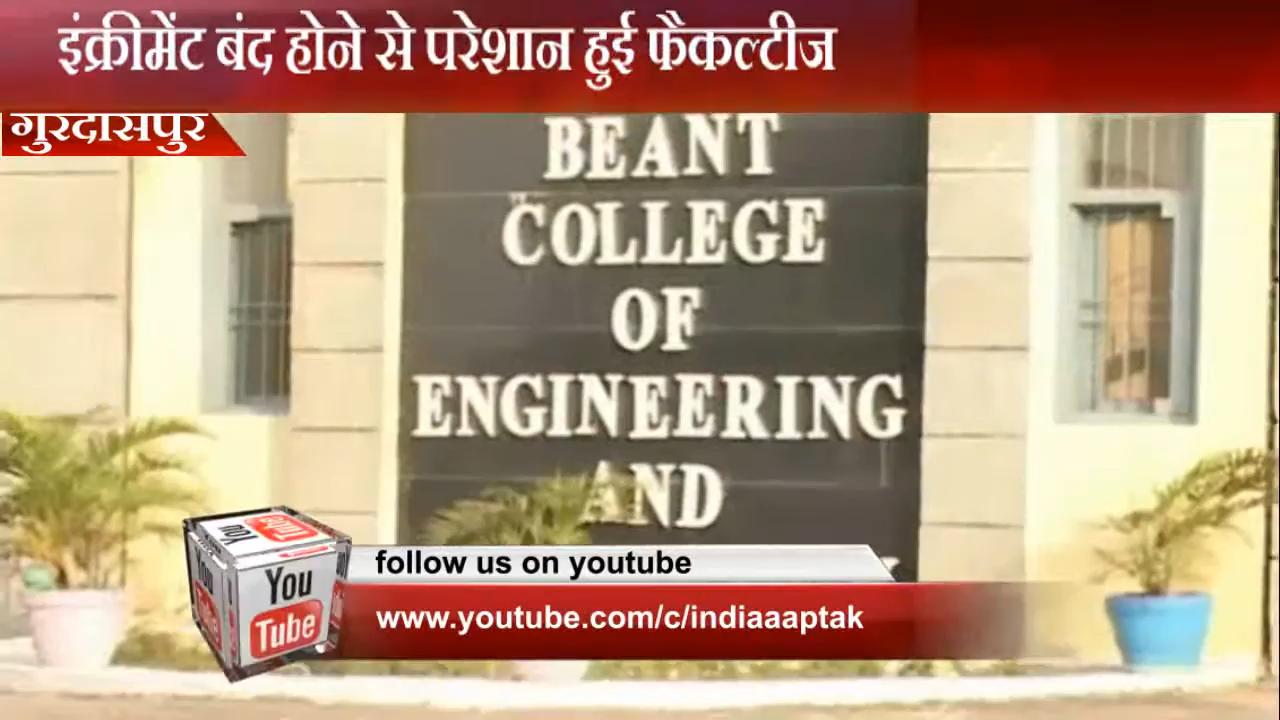 इंक्रीमेंट बंद होने से परेशान हुई फैकल्टीज
गुरदासपुर
BEANT
COLLEGE
OF
ENGINEERING
AND
You
Tube
follow us on youtube
www.youtube.com/c/indiaaaptak